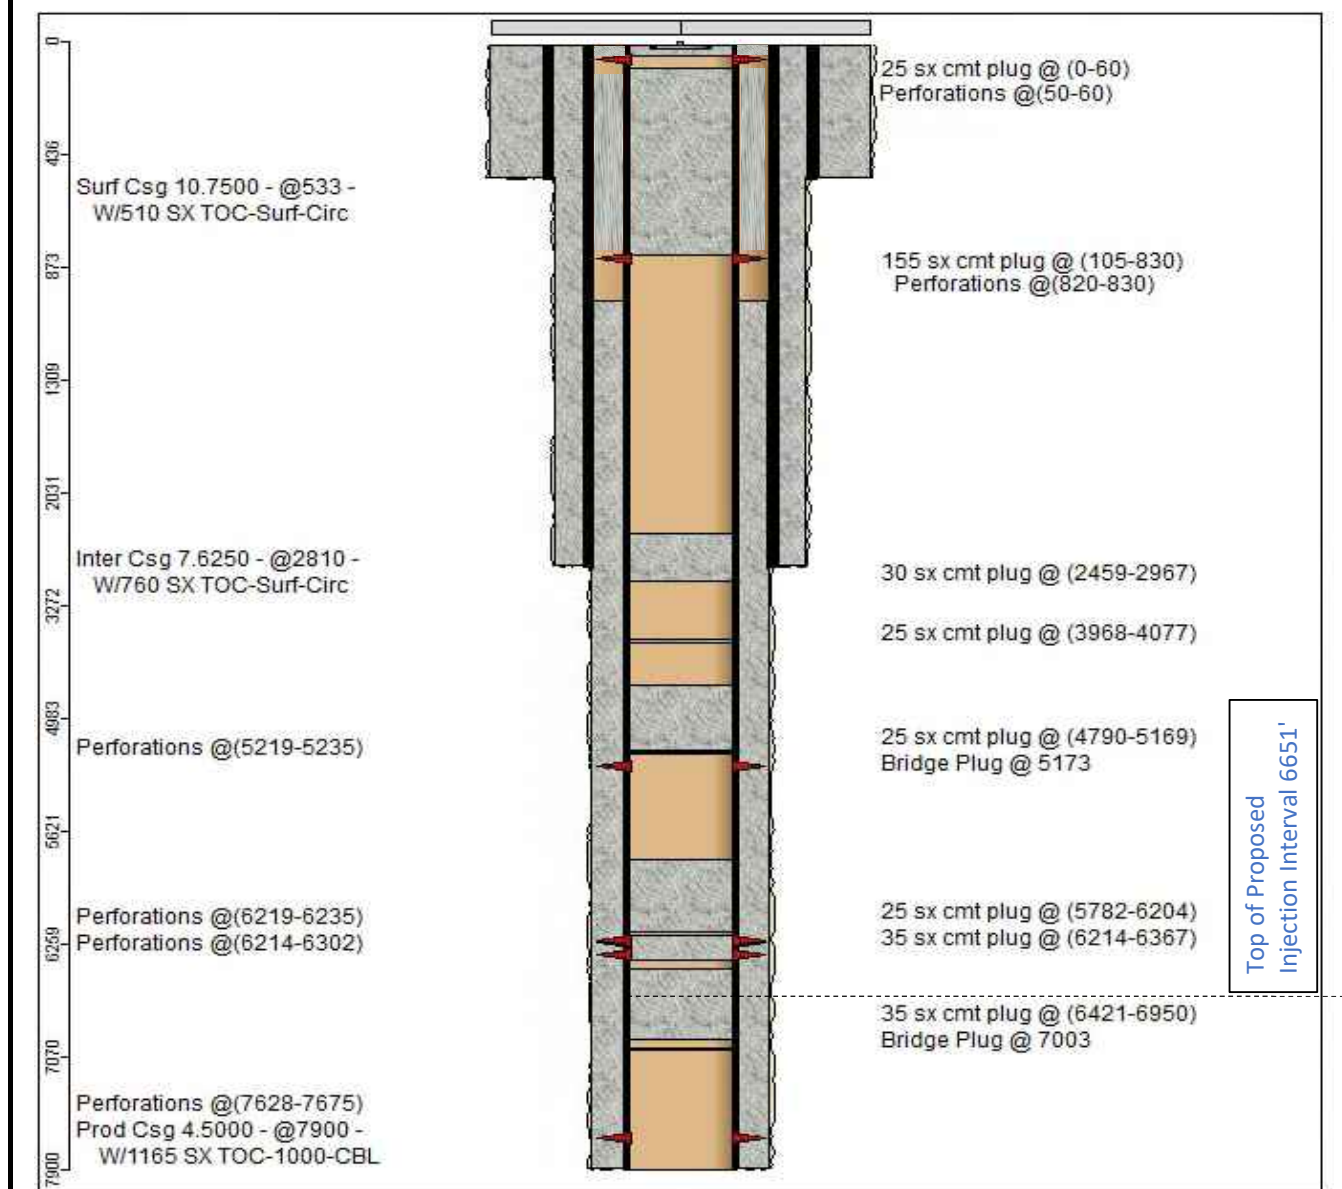 0
436
873
1309
2031
3272
4983
5621
6259
7070
7900
Surf Csg 10.7500 - @533 -
W/510 SX TOC-Surf-Circ
Inter Csg 7.6250 - @2810 -
W/760 SX TOC-Surf-Circ
Perforations @(5219-5235)
Perforations @(6219-6235)
Perforations @(6214-6302)
Perforations @(7628-7675)
Prod Csg 4.5000 - @7900 -
W/1165 SX TOC-1000-CBL
25 sx cmt plug @ (0-60)
Perforations @(50-60)
155 sx cmt plug @ (105-830)
Perforations @(820-830)
30 sx cmt plug @ (2459-2967)
25 sx cmt plug @ (3968-4077)
25 sx cmt plug @ (4790-5169)
Bridge Plug @ 5173
25 sx cmt plug @ (5782-6204)
35 sx cmt plug @ (6214-6367)
35 sx cmt plug @ (6421-6950)
Bridge Plug @ 7003
Top of Proposed
Injection Interval 6651'